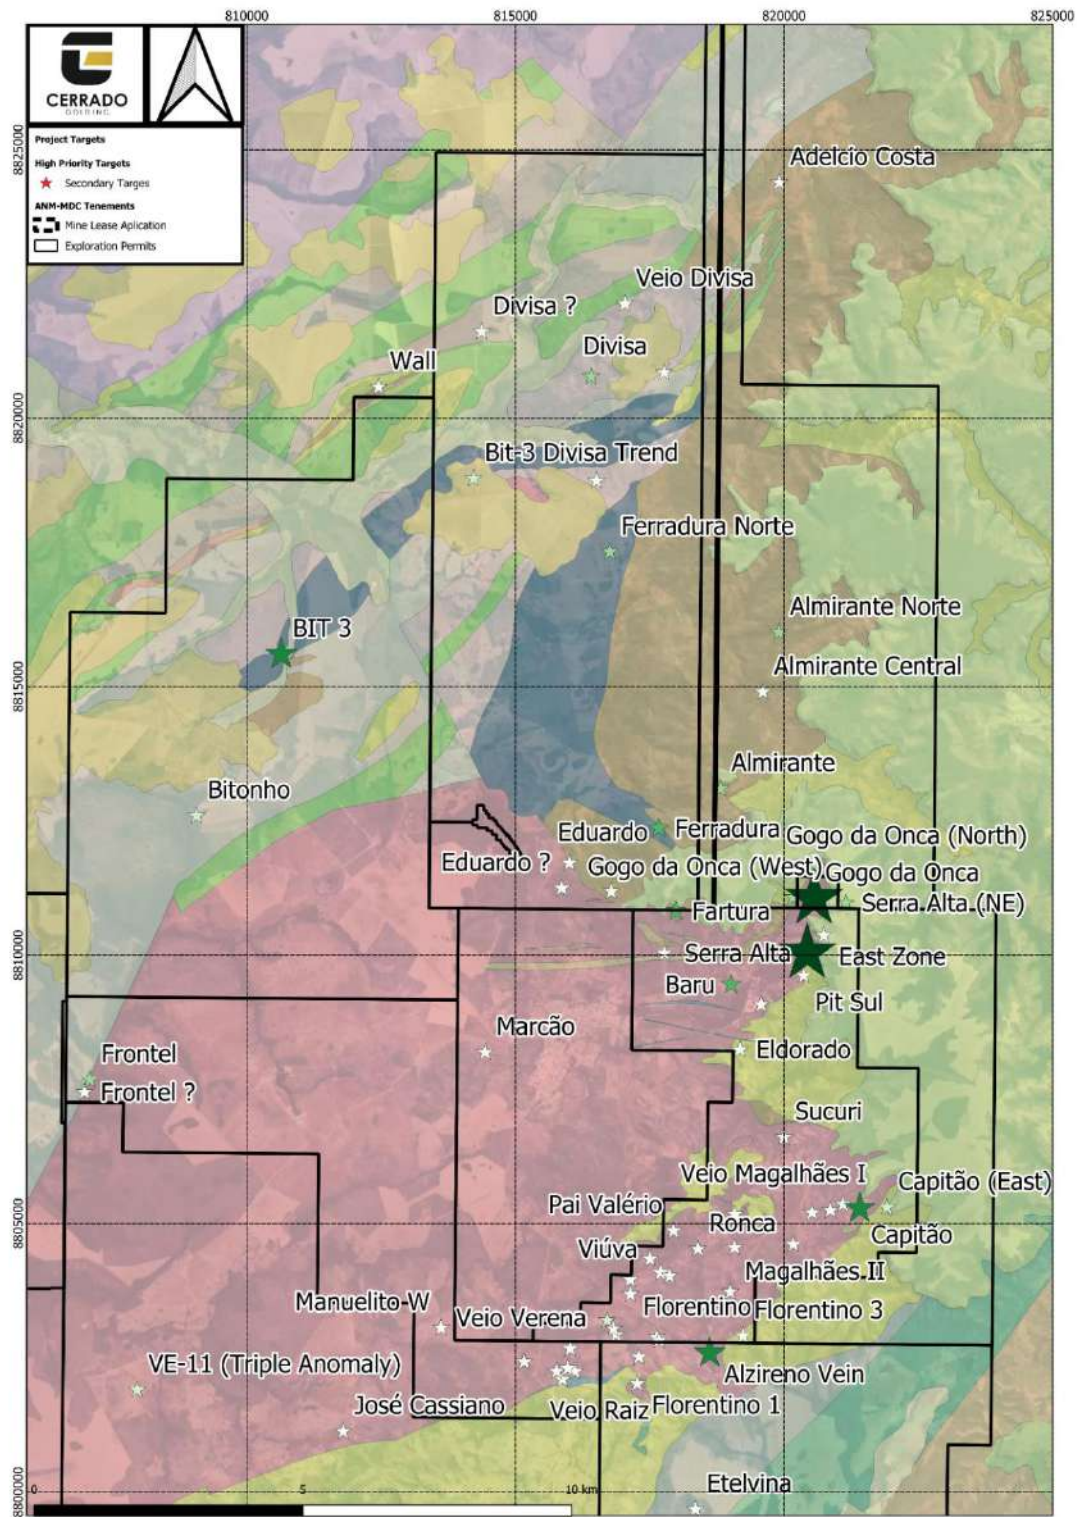 810000
815000
820000
825000
CERRADO
GOLD INC
Project Targets
High Priority Targets
Secondary Targes
ANM-MDC Tenements
Mine Lease Aplication
Exploration Permits
8825000
Adelcio Costa
Veio Divisa
Divisa ?
Divisa
Wall
8820000
Bit-3 Divisa Trend
Ferradura Norte
Almirante Norte
BIT 3
Almirante Central
8815000
Almirante
Bitonho
Eduardo
Ferradura
Gogo da Onca (North)
Eduardo ?
Gogo da Onca (West)
Gogo da Onca
Fartura
Serra Alta (NE)
8810000
Serra Alta
East Zone
Baru
Pit Sul
Marcão
Eldorado
Frontel
Frontel ?
Sucuri
Veio Magalhães I
Capitão (East)
Pai Valério
Ronca
Capitão
8805000
Viúva
Magalhães II
Manuelito W
Veio Verena
Florentino
Florentino 3
VE-11 (Triple Anomaly)
Alzireno Vein
José Cassiano
Veio Raiz
Florentino 1
Etelvina
8800000
0
5
10 km